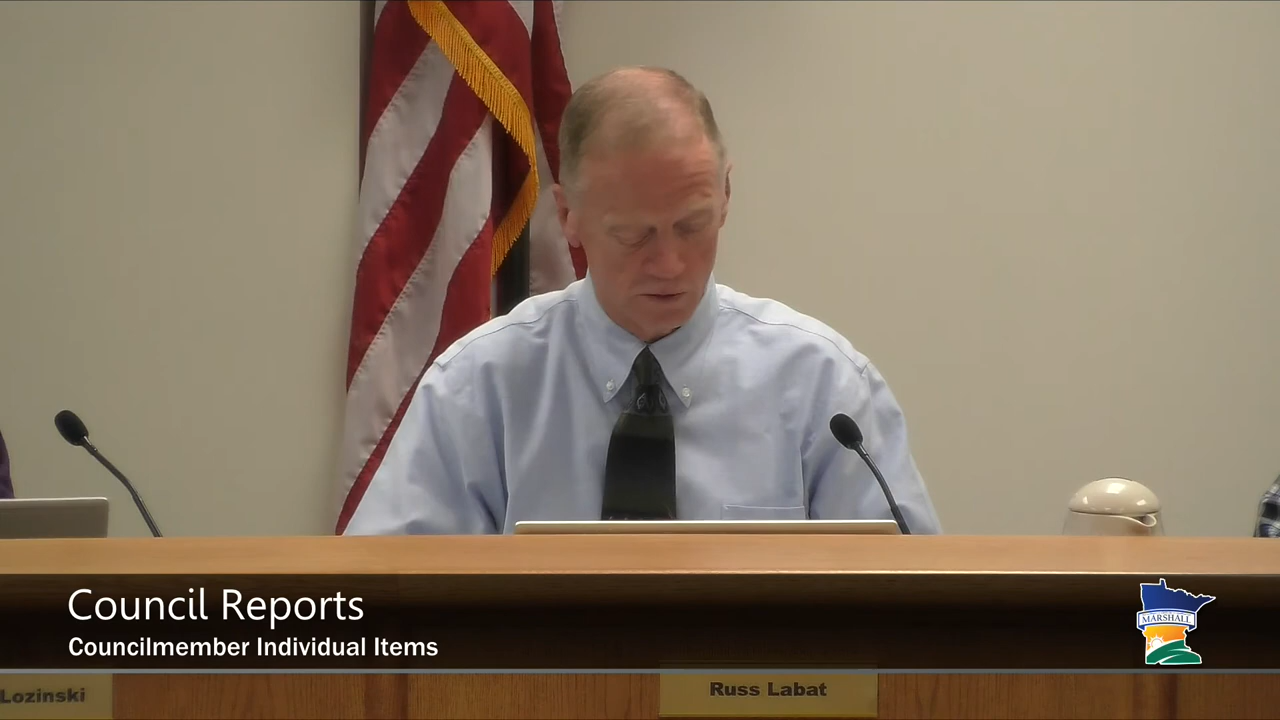 Council Reports
Councilmember Individual Items
MARSHALL
Lozinski
Russ Labat